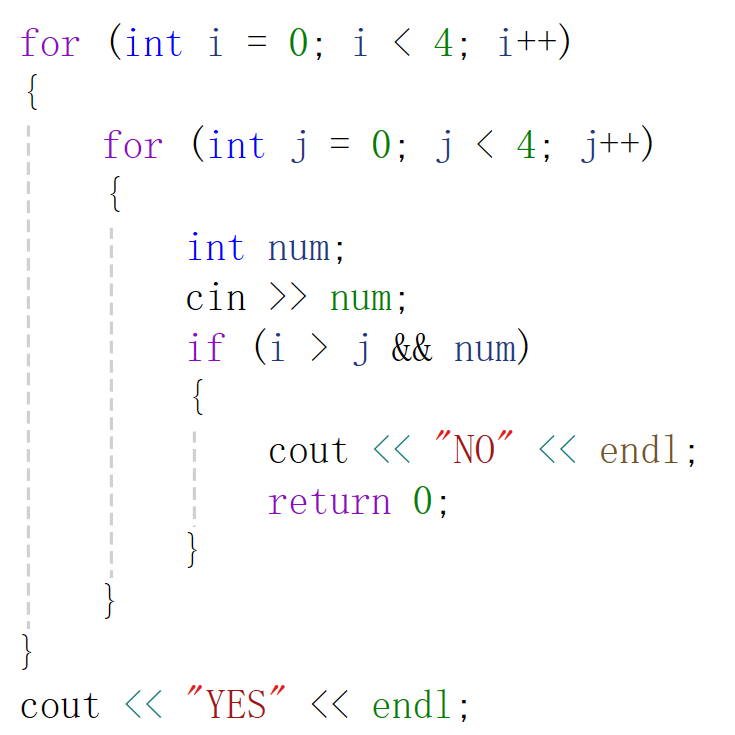 for (int i = 0; i < 4; i++)
{
    for (int j = 0; j < 4; j++)
    {
        int num;
        cin >> num;
        if (i > j && num)
        {
            cout << "NO" << endl;
            return 0;
        }
    }
}
cout << "YES" << endl;